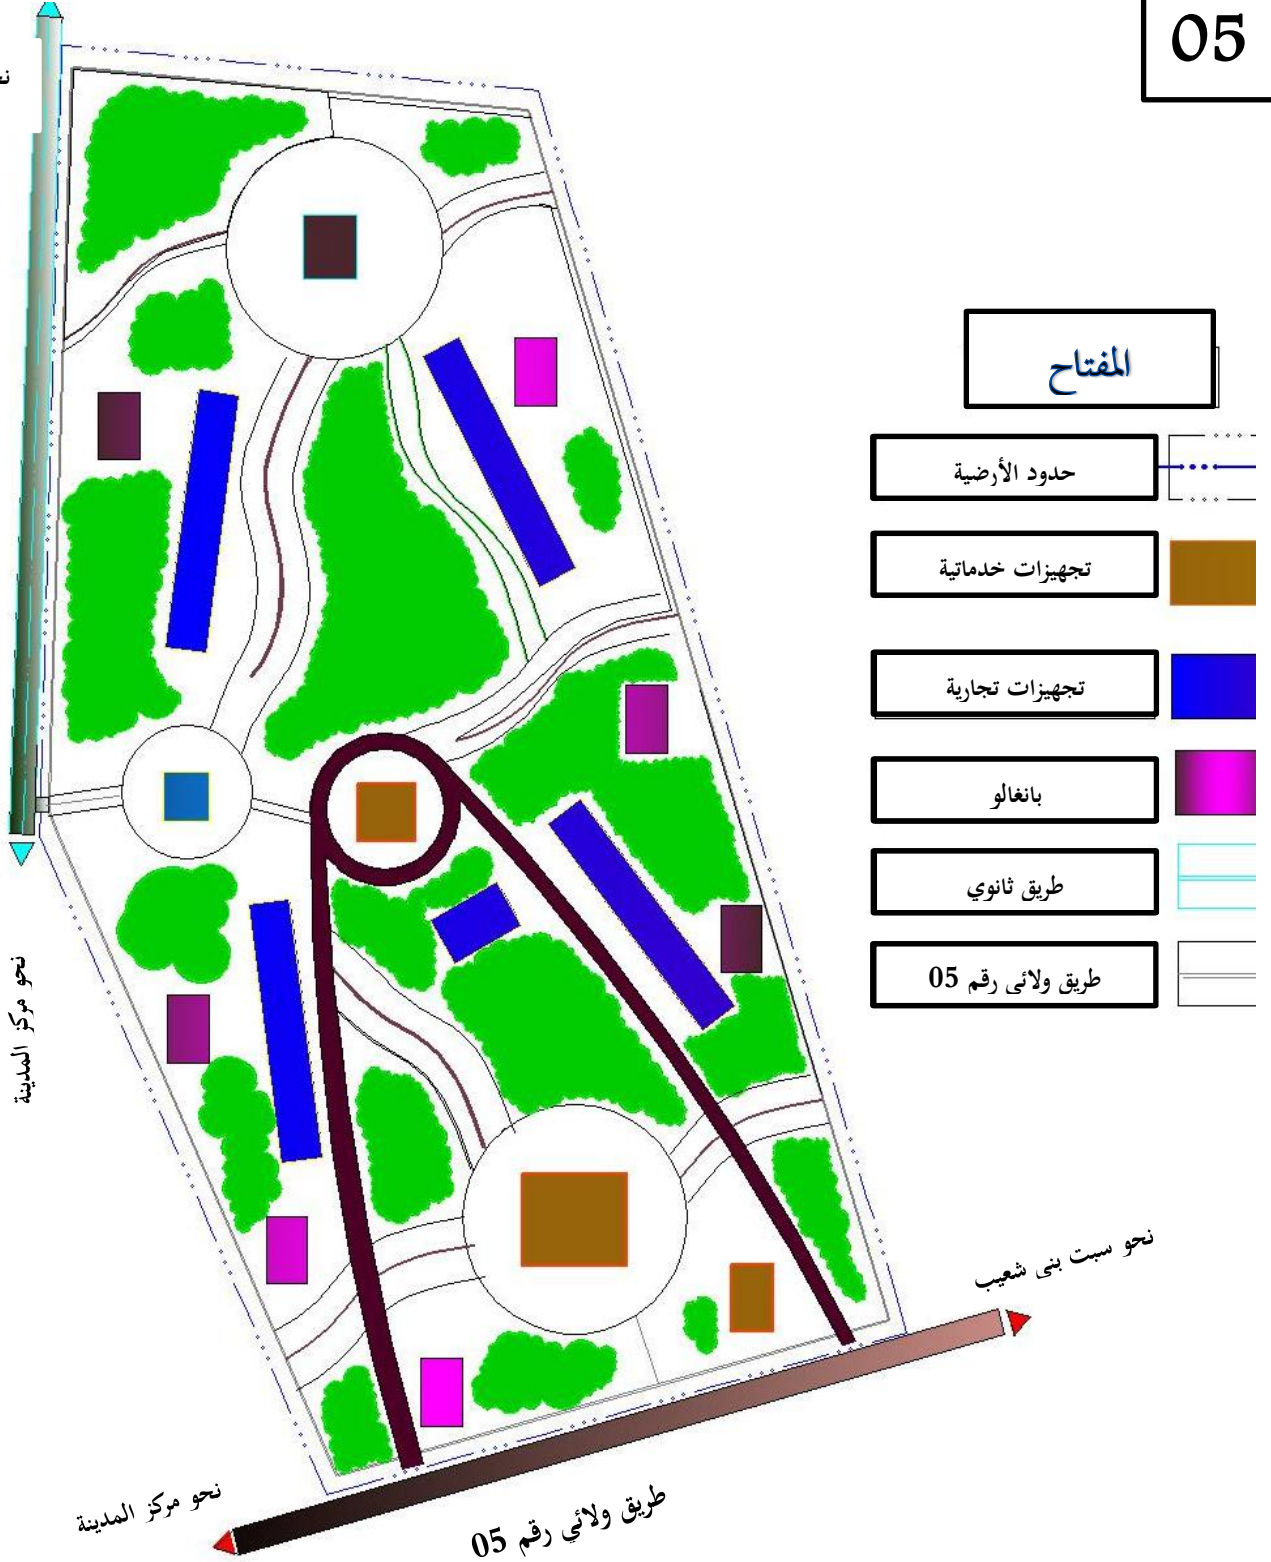 05
المفتاح
حدود الأرضية
تجهيزات خدماتية
تجهيزات تجارية
بانغالو
طريق ثانوي
طريق ولائي رقم 05
نحو مركز المدينة
نحو سبت بني شعيب
نحو مركز المدينة
طريق ولائي رقم 05